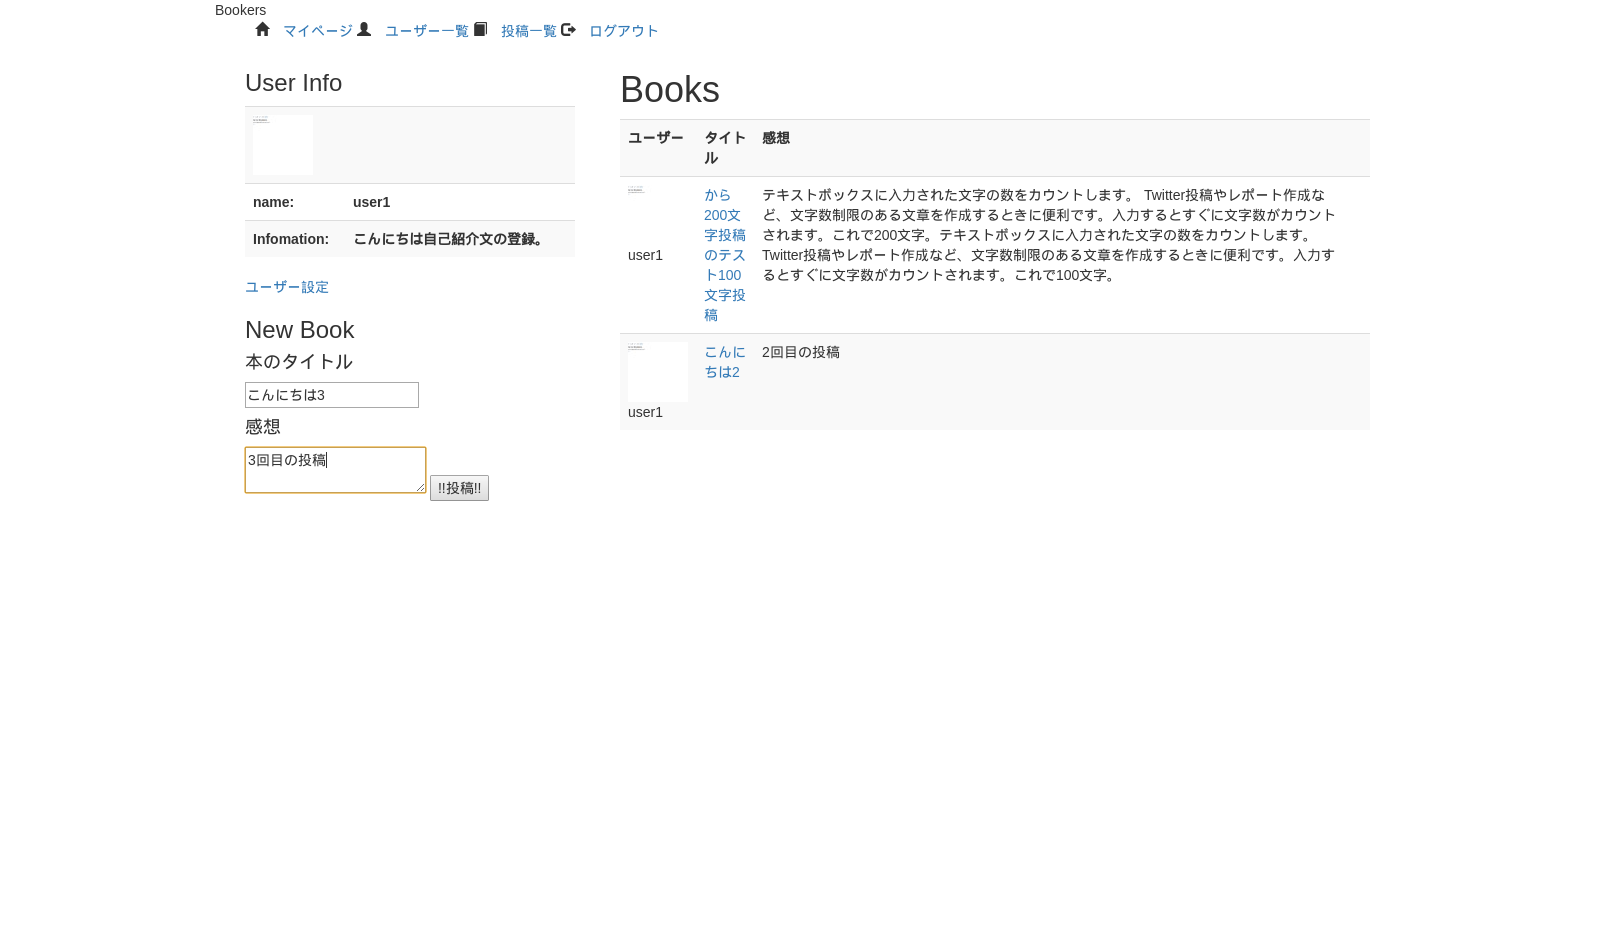 Bookers
マイページ ユーザー一覧 投稿一覧 ログアウト
User Info
name: user1
Infomation: こんにちは自己紹介文の登録。
ユーザー設定
New Book
本のタイトル
こんにちは3
感想
3回目の投稿
!!投稿!!
Books
ユーザー タイト 感想
ル
user1
から
200文
字投稿
のテス
ト100
文字投
稿
テキストボックスに入力された文字の数をカウントします。 Twitter投稿やレポート作成な
ど、文字数制限のある文章を作成するときに便利です。入力するとすぐに文字数がカウント
されます。これで200文字。テキストボックスに入力された文字の数をカウントします。
Twitter投稿やレポート作成など、文字数制限のある文章を作成するときに便利です。入力す
るとすぐに文字数がカウントされます。これで100文字。
user1
こんに
ちは2
2回目の投稿